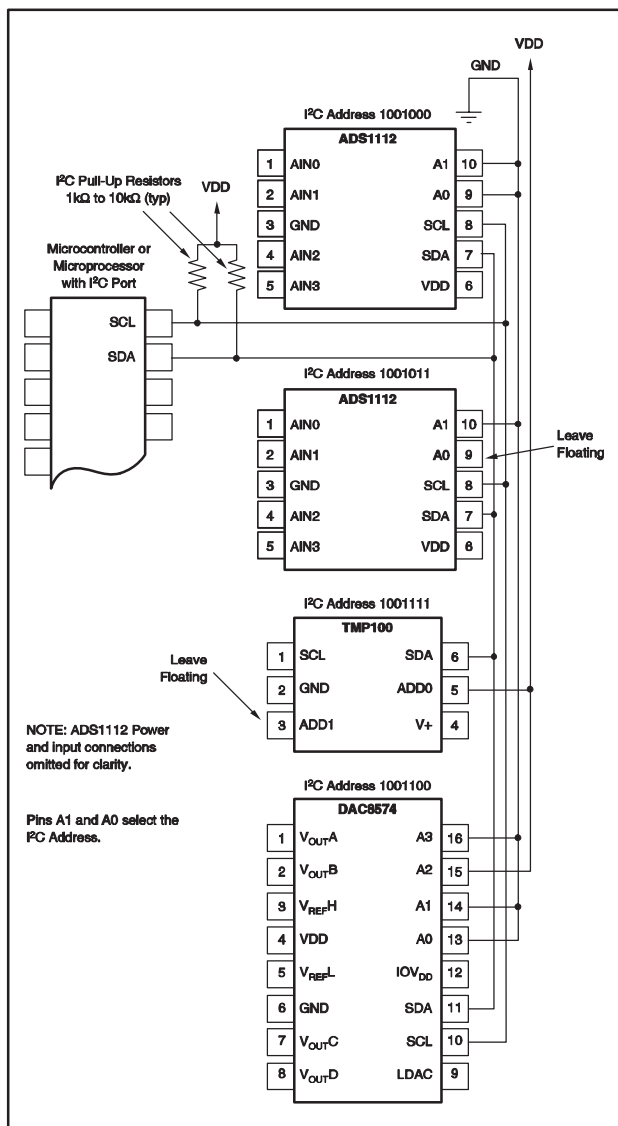 VDD
GND
I²C Address 1001000
ADS1112
1 AIN0 A1 10
2 AIN1 A0 9
3 GND SCL 8
4 AIN2 SDA 7
5 AIN3 VDD 6
I²C Pull-Up Resistors
1kΩ to 10kΩ (typ)
VDD
Microcontroller or
Microprocessor
with I²C Port
SCL
SDA
I²C Address 1001011
ADS1112
1 AIN0 A1 10
2 AIN1 A0 9
3 GND SCL 8
4 AIN2 SDA 7
5 AIN3 VDD 6
Leave
Floating
I²C Address 1001111
TMP100
1 SCL SDA 6
2 GND ADD0 5
3 ADD1 V+ 4
Leave
Floating
NOTE: ADS1112 Power
and input connections
omitted for clarity.
Pins A1 and A0 select the
I²C Address.
I²C Address 1001100
DAC8574
1 VOUTA A3 16
2 VOUTB A2 15
3 VREFH A1 14
4 VDD A0 13
5 VREFL IOVDD 12
6 GND SDA 11
7 VOUTC SCL 10
8 VOUTD LDAC 9